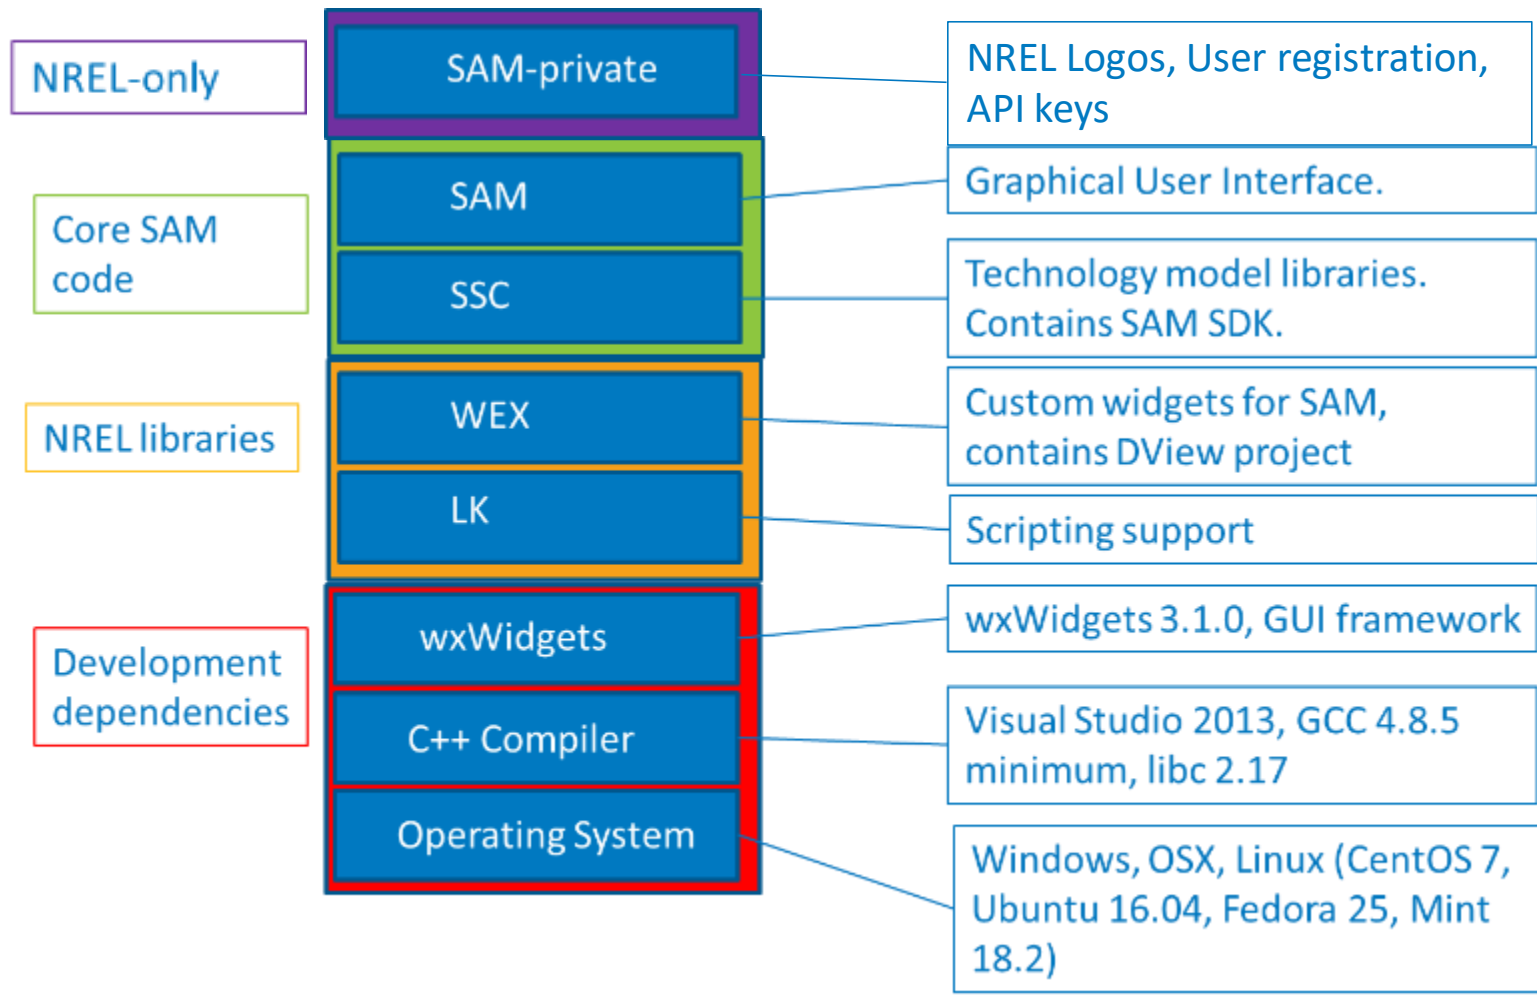 NREL-only
SAM-private
NREL Logos, User registration,
API keys
Core SAM
code
SAM
Graphical User Interface.
SSC
Technology model libraries.
Contains SAM SDK.
NREL libraries
WEX
Custom widgets for SAM,
contains DView project
LK
Scripting support
Development
dependencies
wxWidgets
wxWidgets 3.1.0, GUI framework
C++ Compiler
Visual Studio 2013, GCC 4.8.5
minimum, libc 2.17
Operating System
Windows, OSX, Linux (CentOS 7,
Ubuntu 16.04, Fedora 25, Mint
18.2)